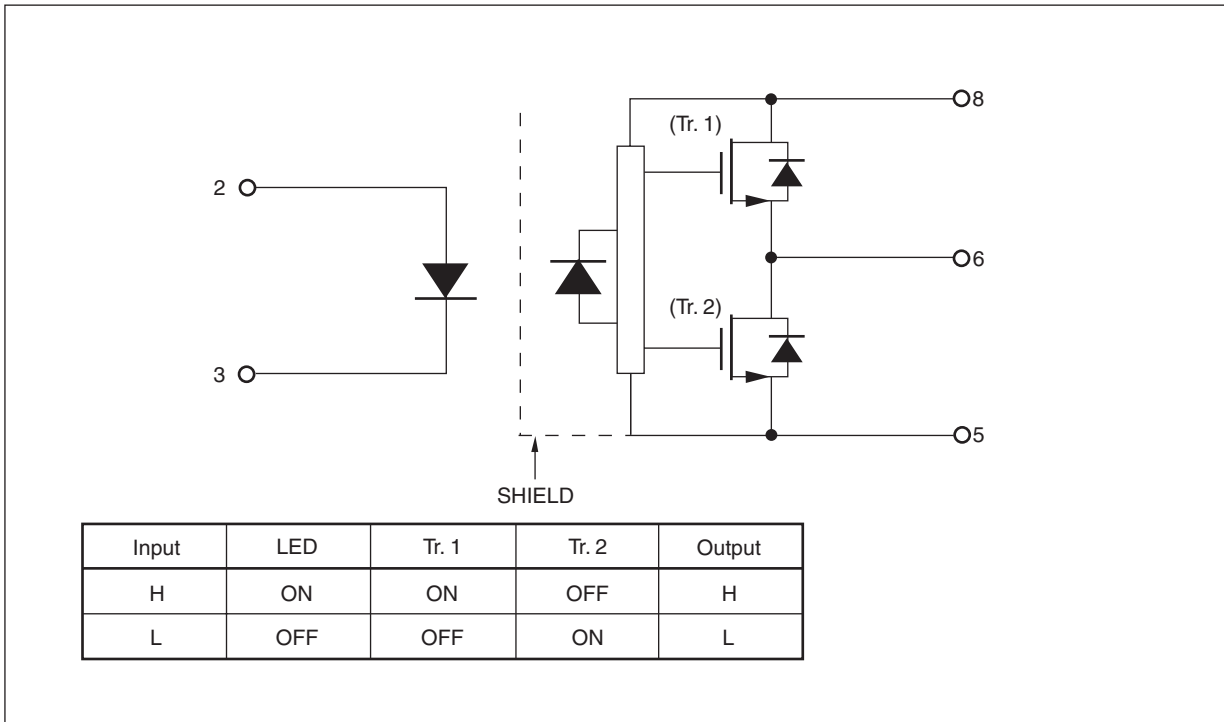 8
(Tr. 1)
2
6
(Tr. 2)
3
5
SHIELD
Input LED Tr. 1 Tr. 2 Output
H ON ON OFF H
L OFF OFF ON L